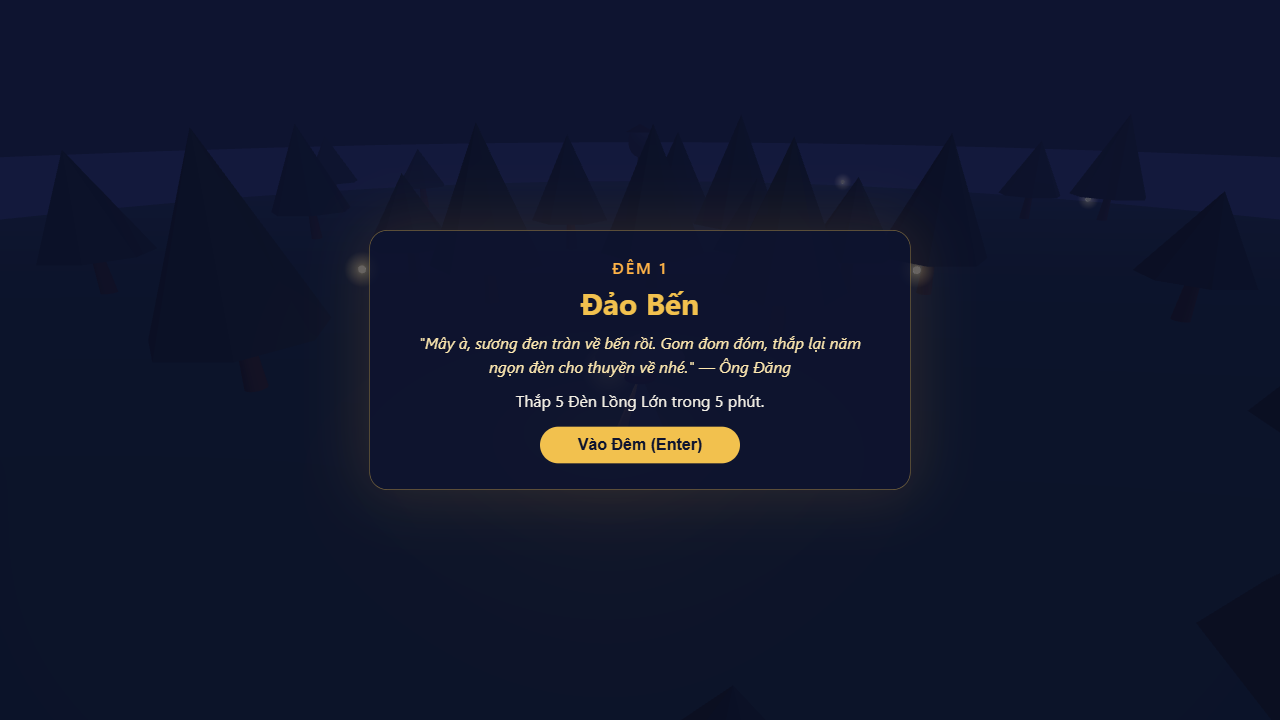 ĐÊM 1
Đảo Bến
"Mây à, sương đen tràn về bến rồi. Gom đom đóm, thắp lại năm
ngọn đèn cho thuyền về nhé." — Ông Đăng
Thắp 5 Đèn Lồng Lớn trong 5 phút.
Vào Đêm (Enter)